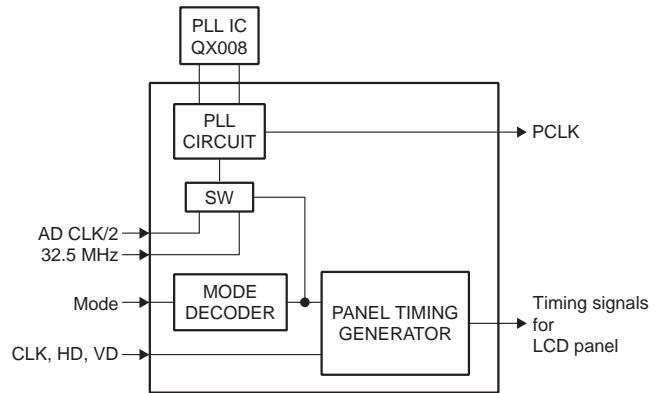 PLL IC
QX008
PLL
CIRCUIT
PCLK
SW
AD CLK/2
32.5 MHz
Mode
MODE
DECODER
PANEL TIMING
GENERATOR
Timing signals
for
LCD panel
CLK, HD, VD